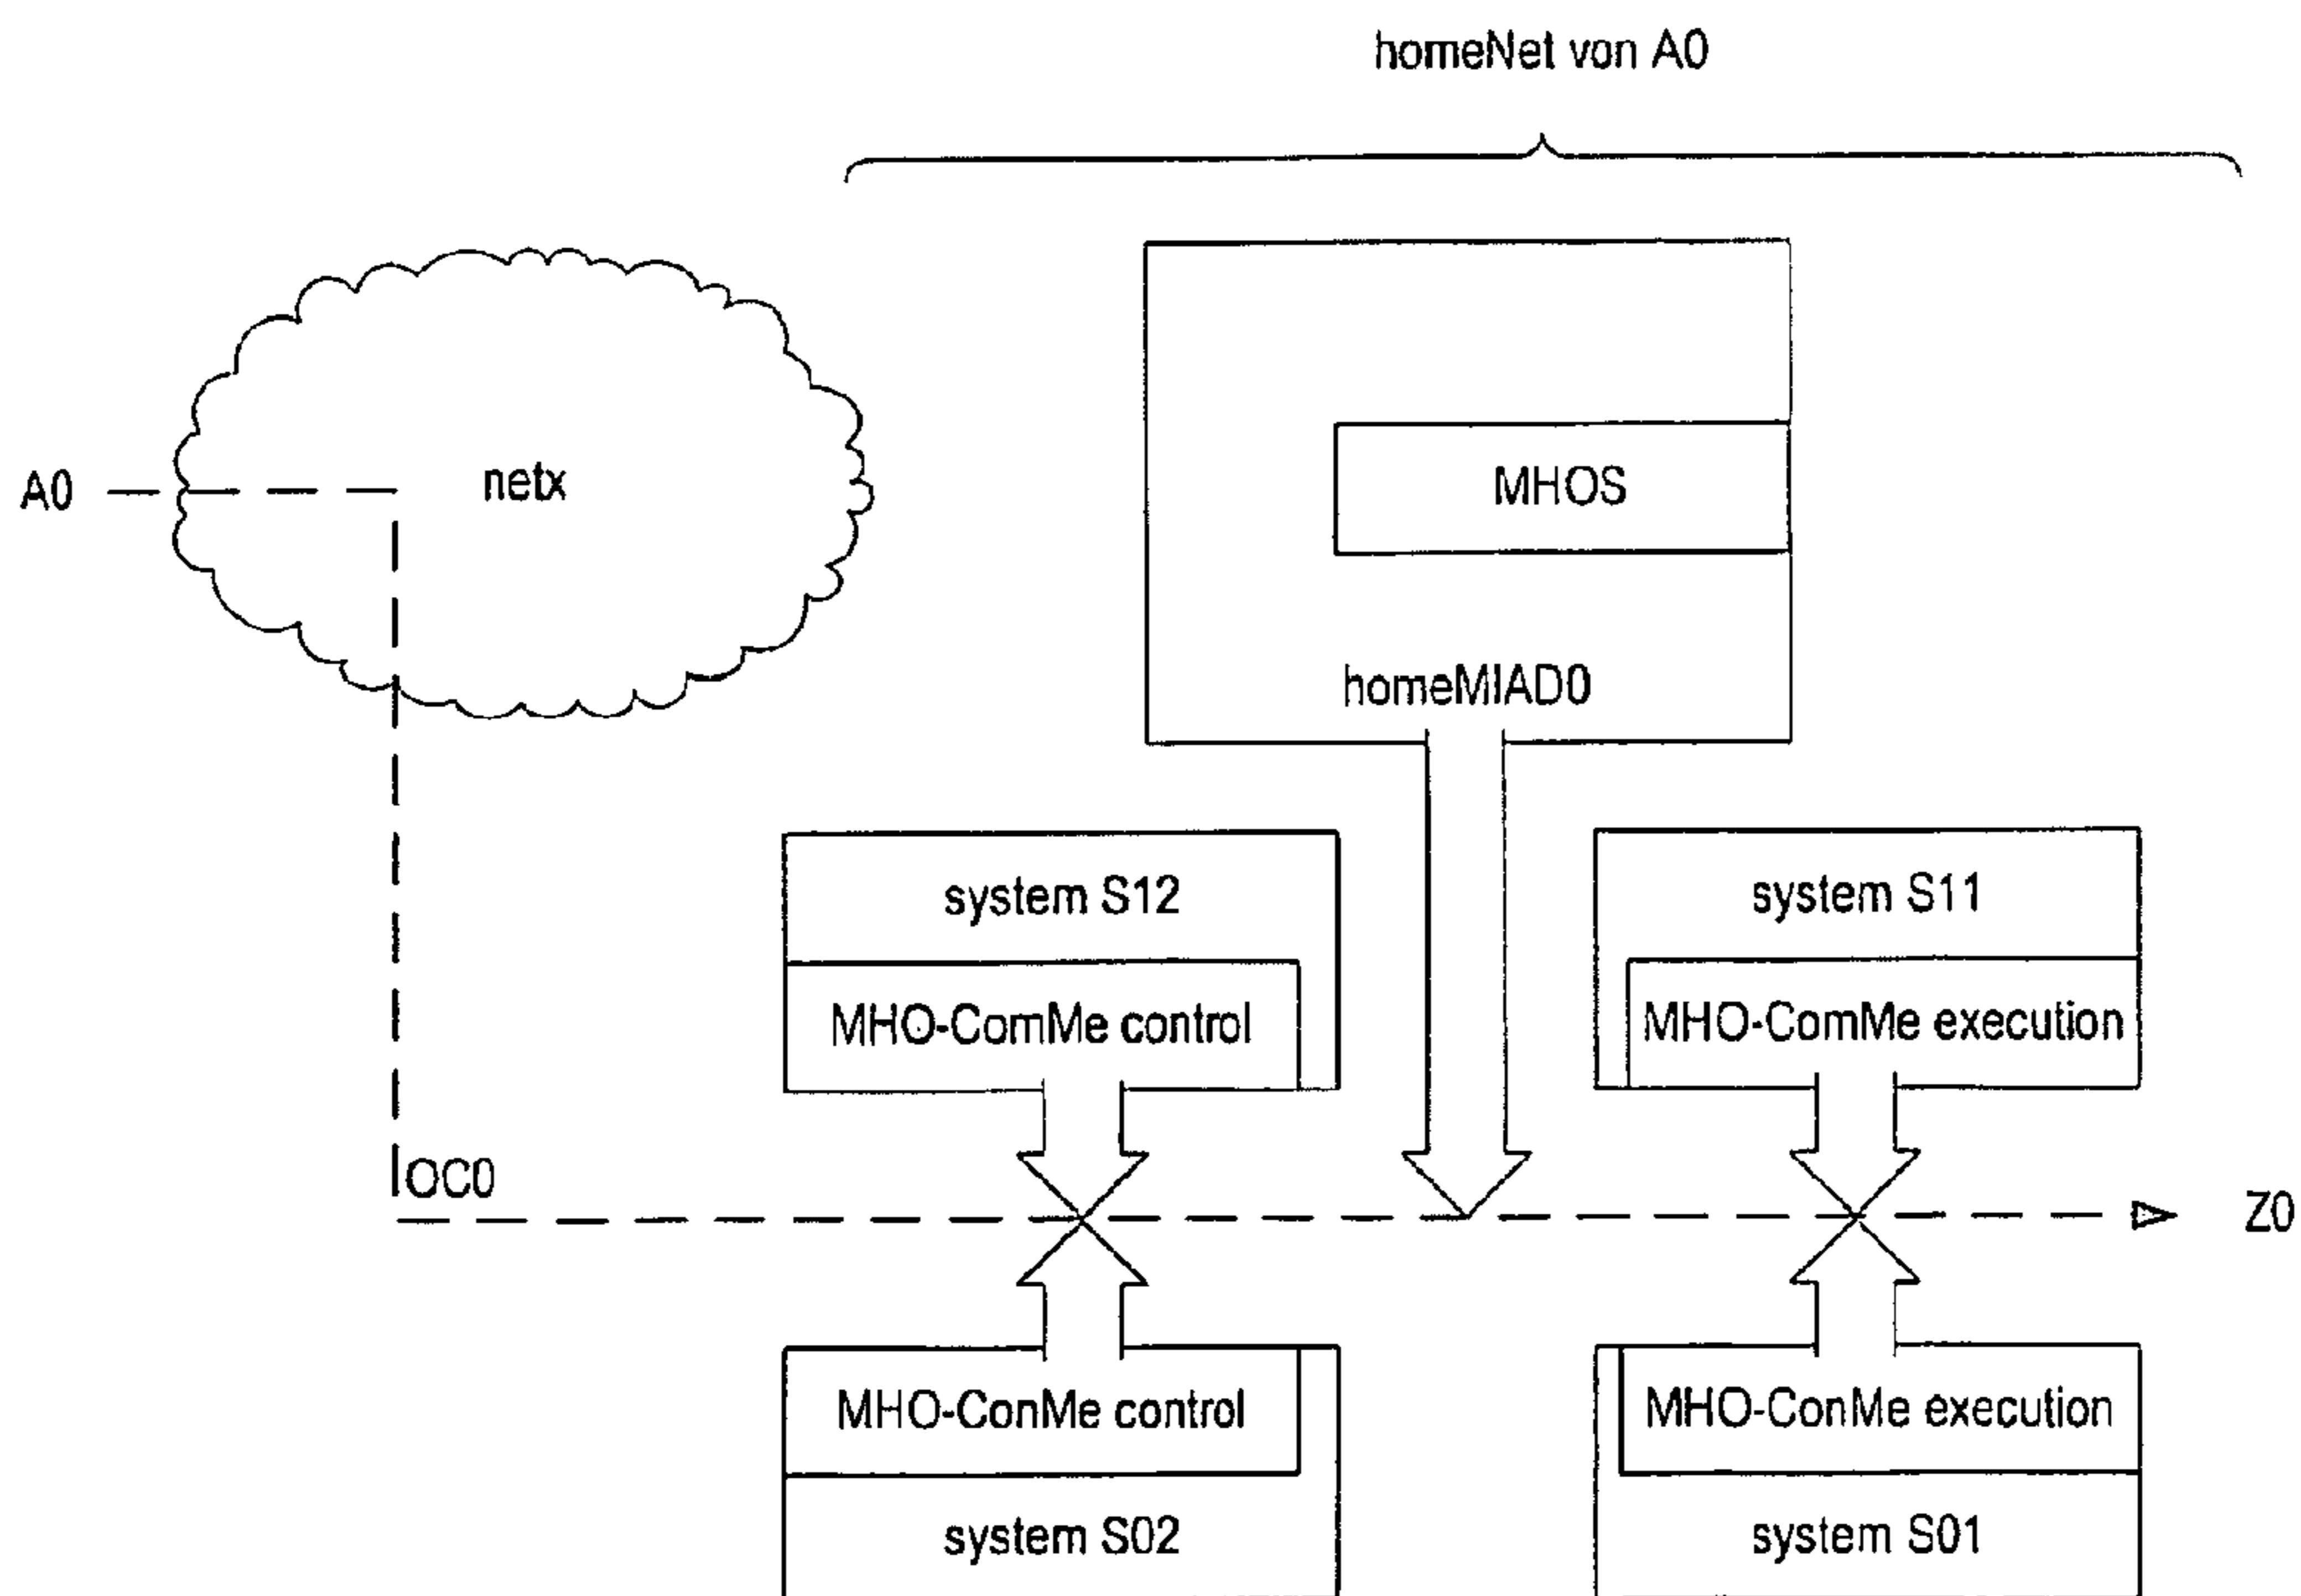 homeNet von A0
A0
netx
MHOS
homeMIAD0
system S12
system S11
MHO-ComMe control
MHO-ComMe execution
OC0
Z0
MHO-ConMe control
MHO-ConMe execution
system S02
system S01